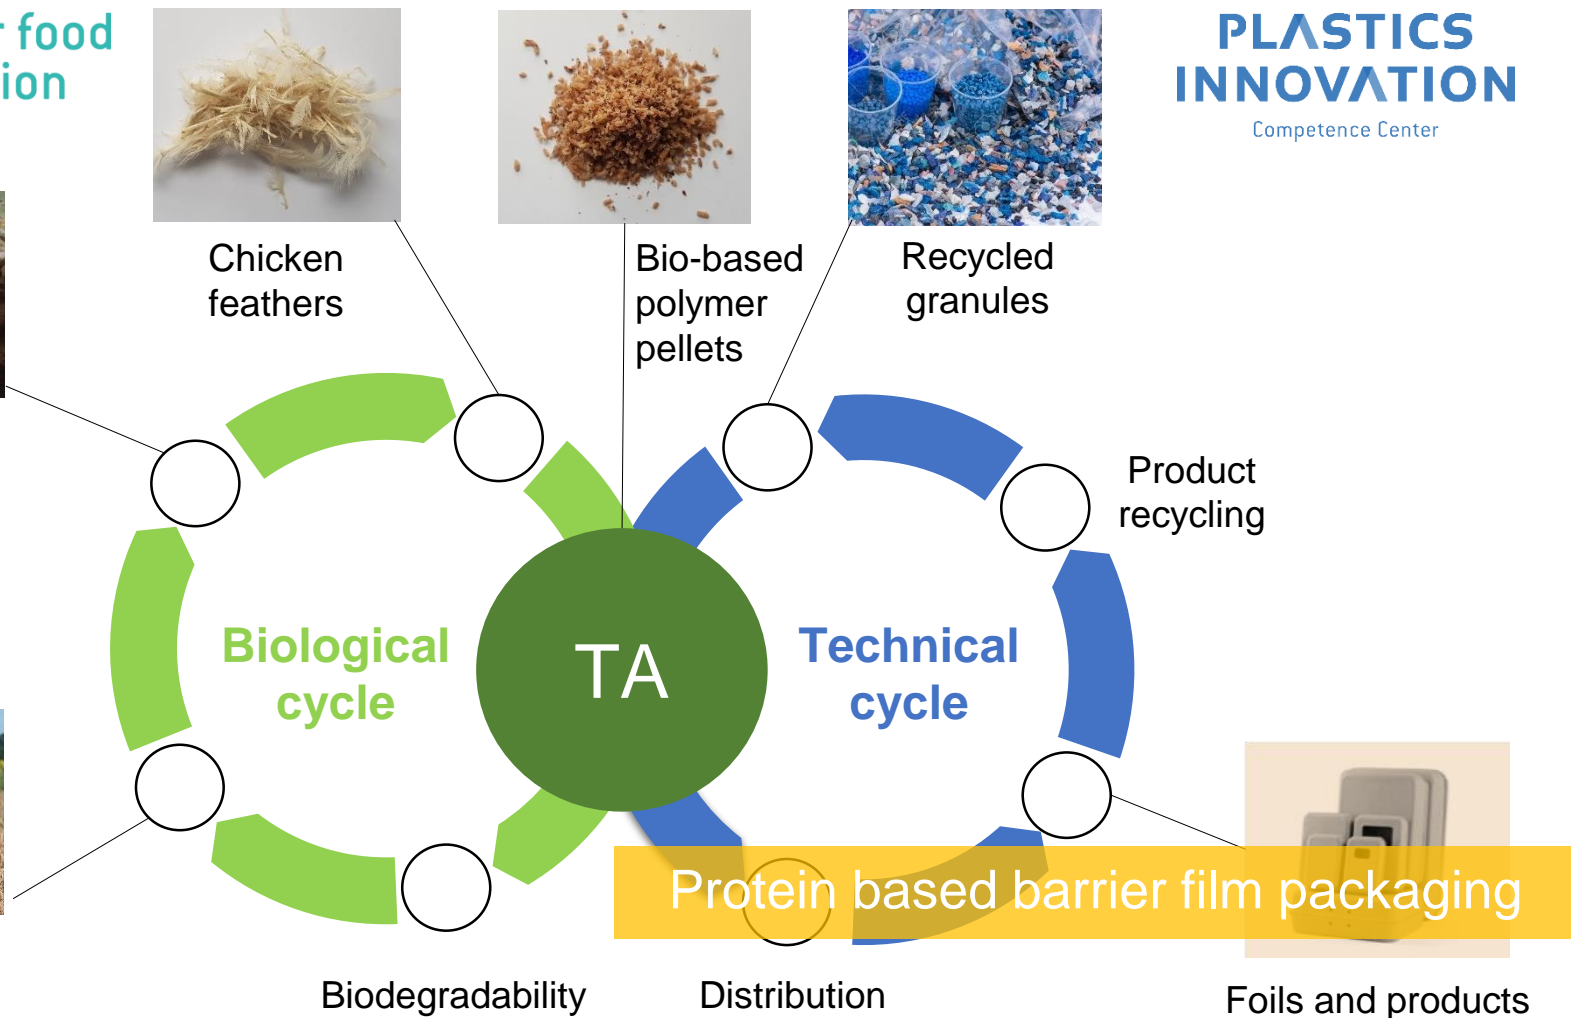 r food
ion
PLASTICS
INNOVATION
Competence Center
Chicken
feathers
Bio-based
polymer
pellets
Recycled
granules
Product
recycling
Biological
cycle
TA
Technical
cycle
Protein based barrier film packaging
Biodegradability
Distribution
Foils and products